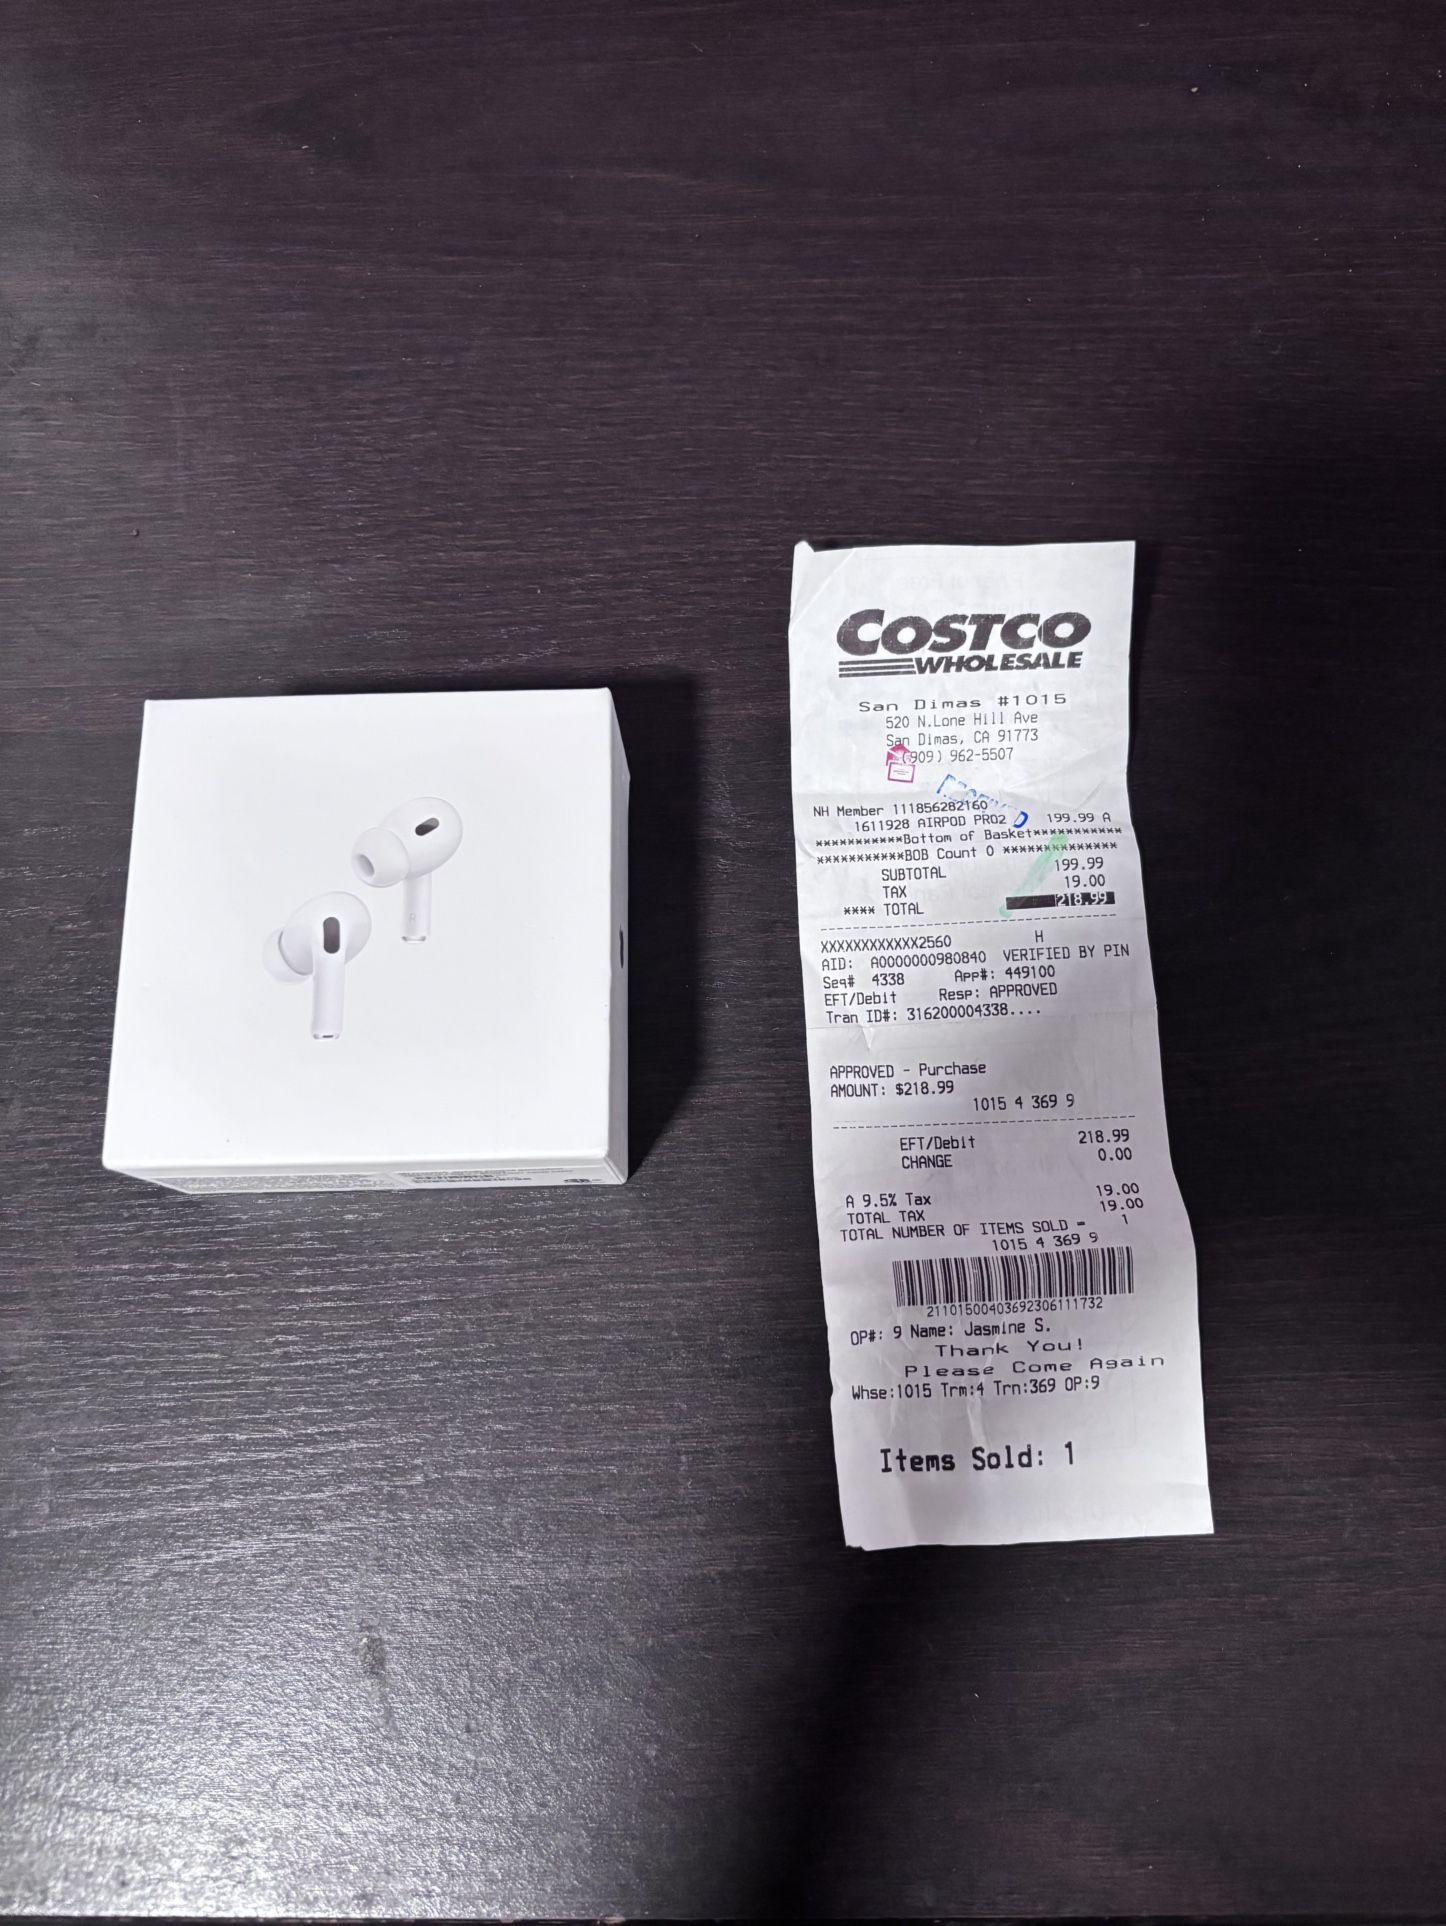 R
COSTCO
WHOLESALE
San Dimas #1015
520 N.Lone Hill Ave
San Dimas, CA 91773
(909) 962-5507
NH Member 111856282160
1611928 AIRPOD PRO2 199.99 A
***********Bottom of Basket***********
***********BOB Count 0 **************
SUBTOTAL 199.99
TAX 19.00
**** TOTAL 218.99
XXXXXXXXXXXX2560 H
AID: A0000000980840 VERIFIED BY PIN
Seq# 4338 App#: 449100
EFT/Debit Resp: APPROVED
Tran ID#: 316200004338....
APPROVED - Purchase
AMOUNT: $218.99
1015 4 369 9
EFT/Debit 218.99
CHANGE 0.00
A 9.5% Tax 19.00
TOTAL TAX 19.00
TOTAL NUMBER OF ITEMS SOLD = 1
1015 4 369 9
21101500403692306111732
OP#: 9 Name: Jasmine S.
Thank You!
Please Come Again
Whse:1015 Trm:4 Trn:369 OP:9
Items Sold: 1